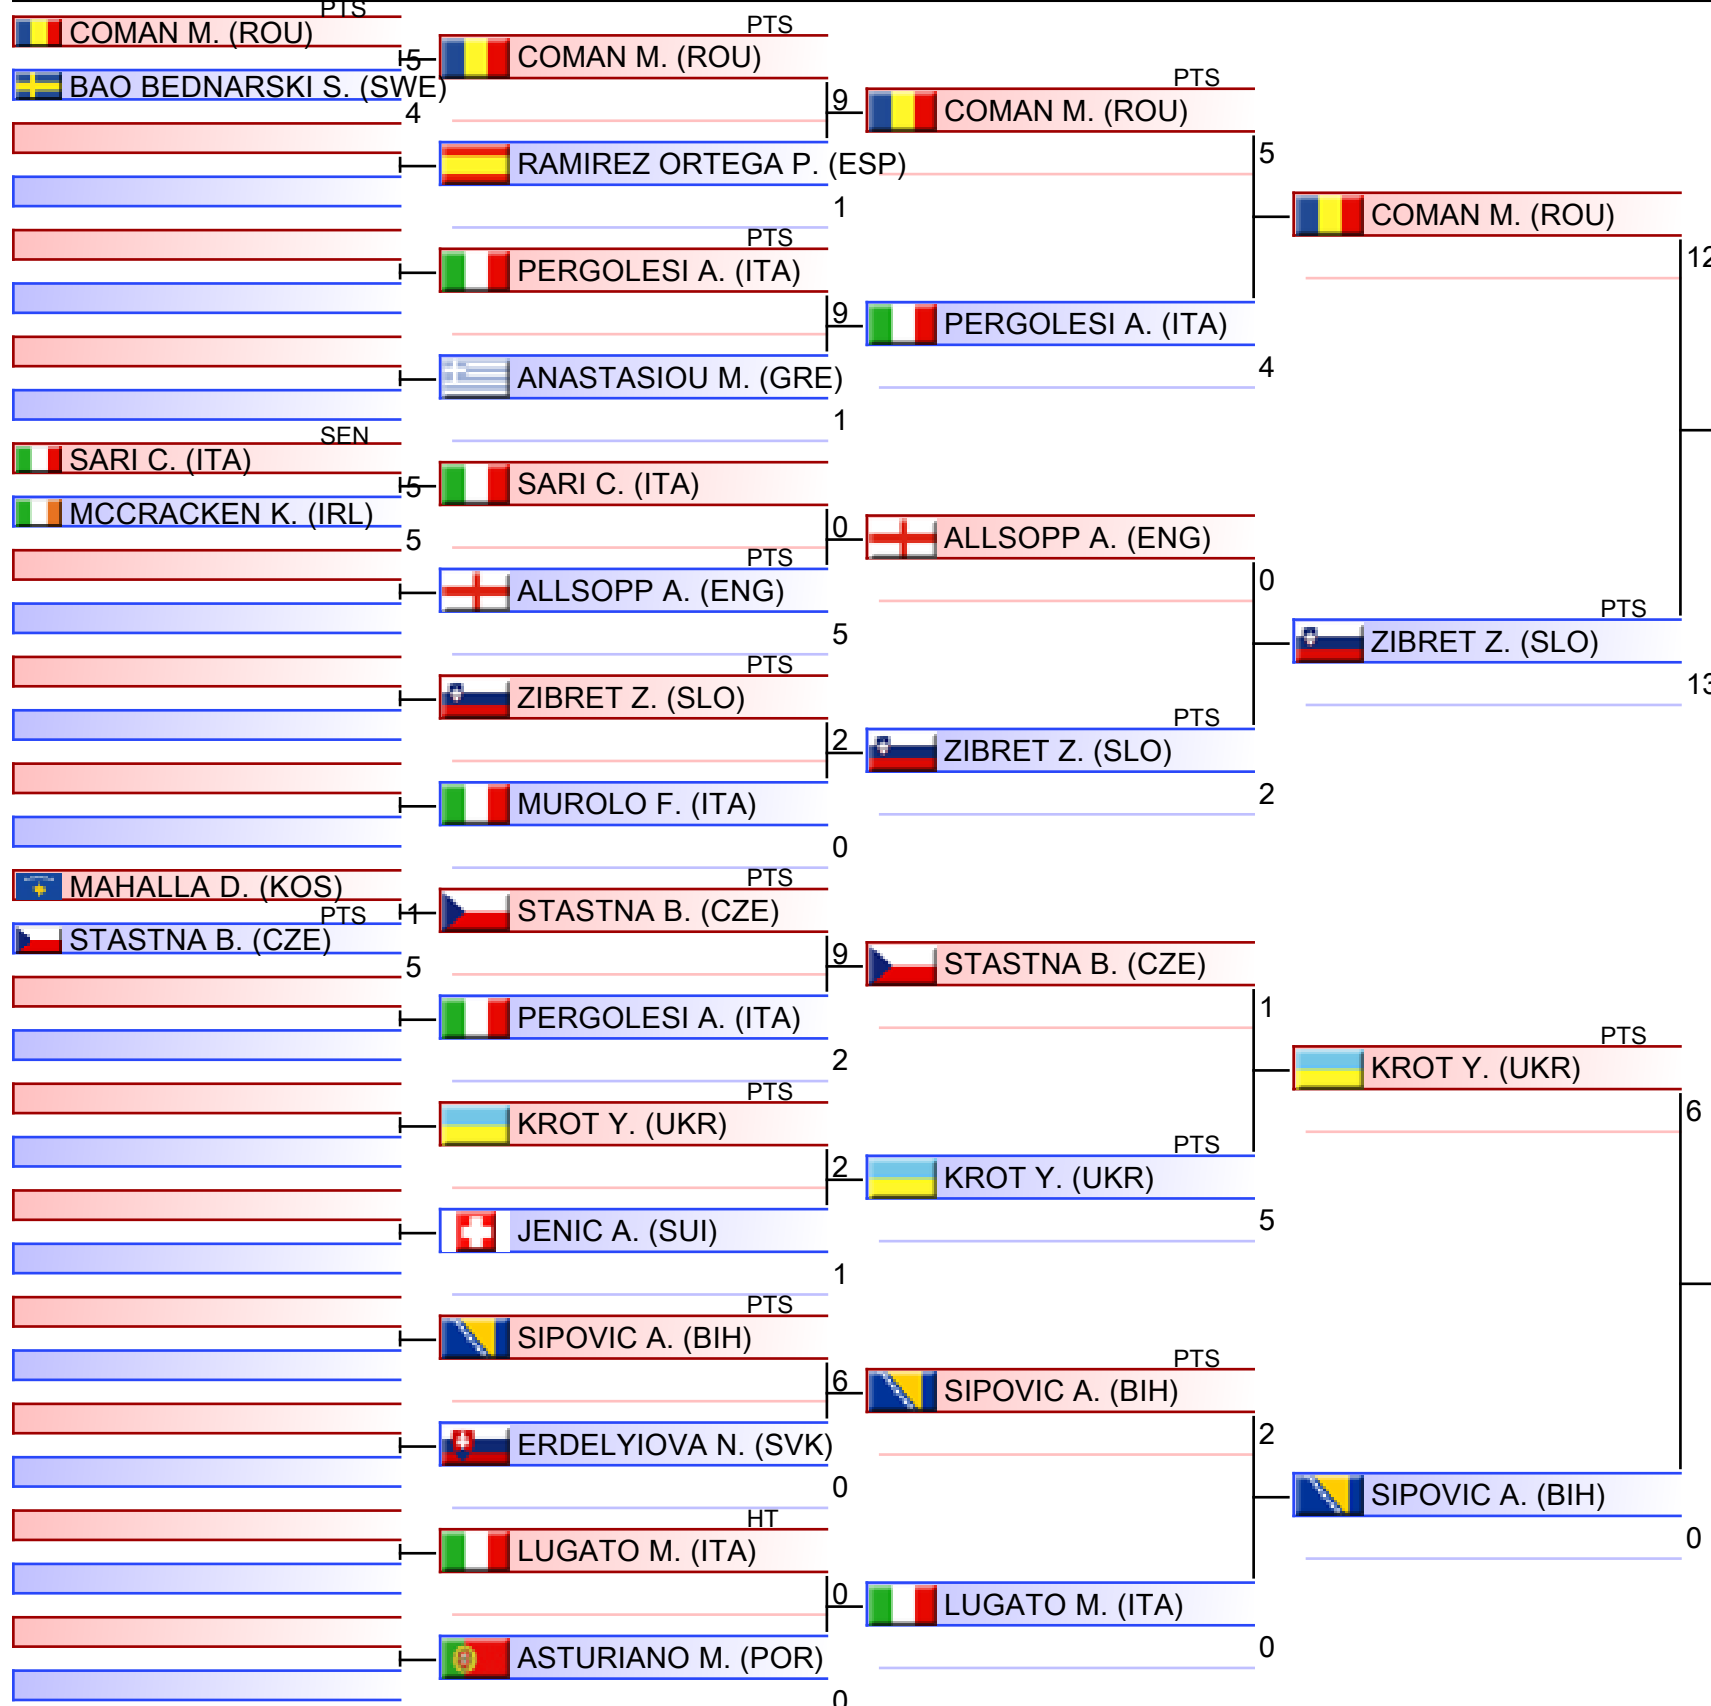 PTS
COMAN M. (ROU)
5
BAO BEDNARSKI S. (SWE)
4
SEN
SARI C. (ITA)
5
MCCRACKEN K. (IRL)
5
MAHALLA D. (KOS)
1
PTS
STASTNA B. (CZE)
5
PTS
COMAN M. (ROU)
9
RAMIREZ ORTEGA P. (ESP)
1
PTS
PERGOLESI A. (ITA)
9
ANASTASIOU M. (GRE)
1
SARI C. (ITA)
0
PTS
ALLSOPP A. (ENG)
5
PTS
ZIBRET Z. (SLO)
2
MUROLO F. (ITA)
0
PTS
STASTNA B. (CZE)
9
PERGOLESI A. (ITA)
2
PTS
KROT Y. (UKR)
2
JENIC A. (SUI)
1
PTS
SIPOVIC A. (BIH)
6
ERDELYIOVA N. (SVK)
0
HT
LUGATO M. (ITA)
0
ASTURIANO M. (POR)
0
PTS
COMAN M. (ROU)
5
PERGOLESI A. (ITA)
4
ALLSOPP A. (ENG)
0
PTS
ZIBRET Z. (SLO)
2
STASTNA B. (CZE)
1
PTS
KROT Y. (UKR)
5
PTS
SIPOVIC A. (BIH)
2
LUGATO M. (ITA)
0
COMAN M. (ROU)
12
PTS
ZIBRET Z. (SLO)
13
PTS
KROT Y. (UKR)
6
SIPOVIC A. (BIH)
0